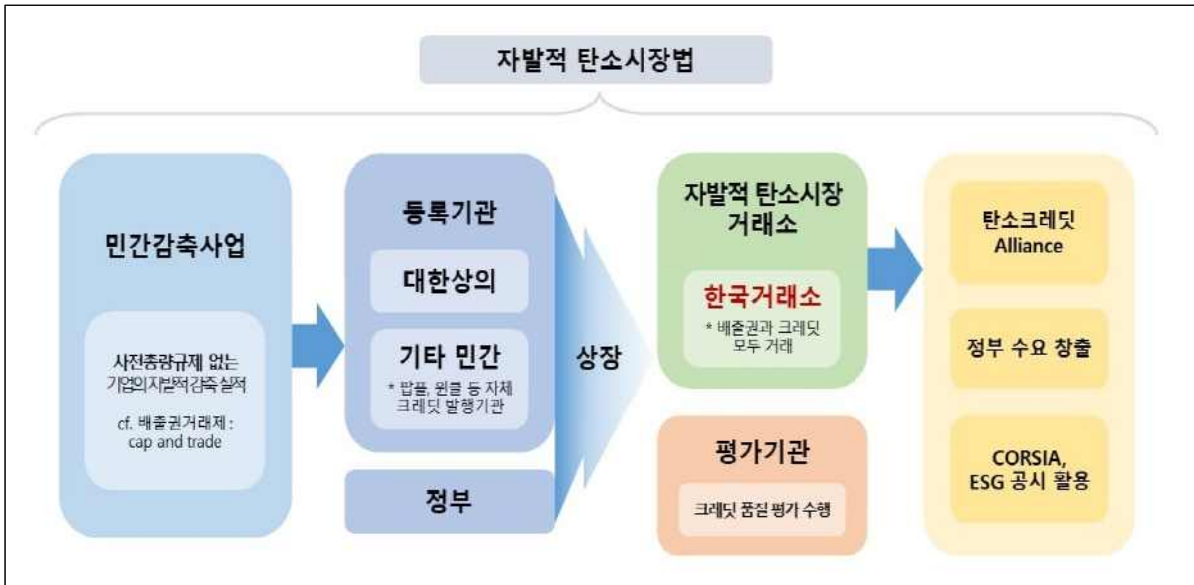 자발적 탄소시장법
민간감축사업
사전총량규제 없는
기업의 자발적 감축 실적
cf. 배출권거래제 :
cap and trade
등록기관
대한상의
기타 민간
* 팝플, 윈클 등 자체
크레딧 발행기관
정부
상장
자발적 탄소시장
거래소
한국거래소
* 배출권과 크레딧
모두 거래
평가기관
크레딧 품질 평가 수행
탄소크레딧
Alliance
정부 수요 창출
CORSIA,
ESG 공시 활용